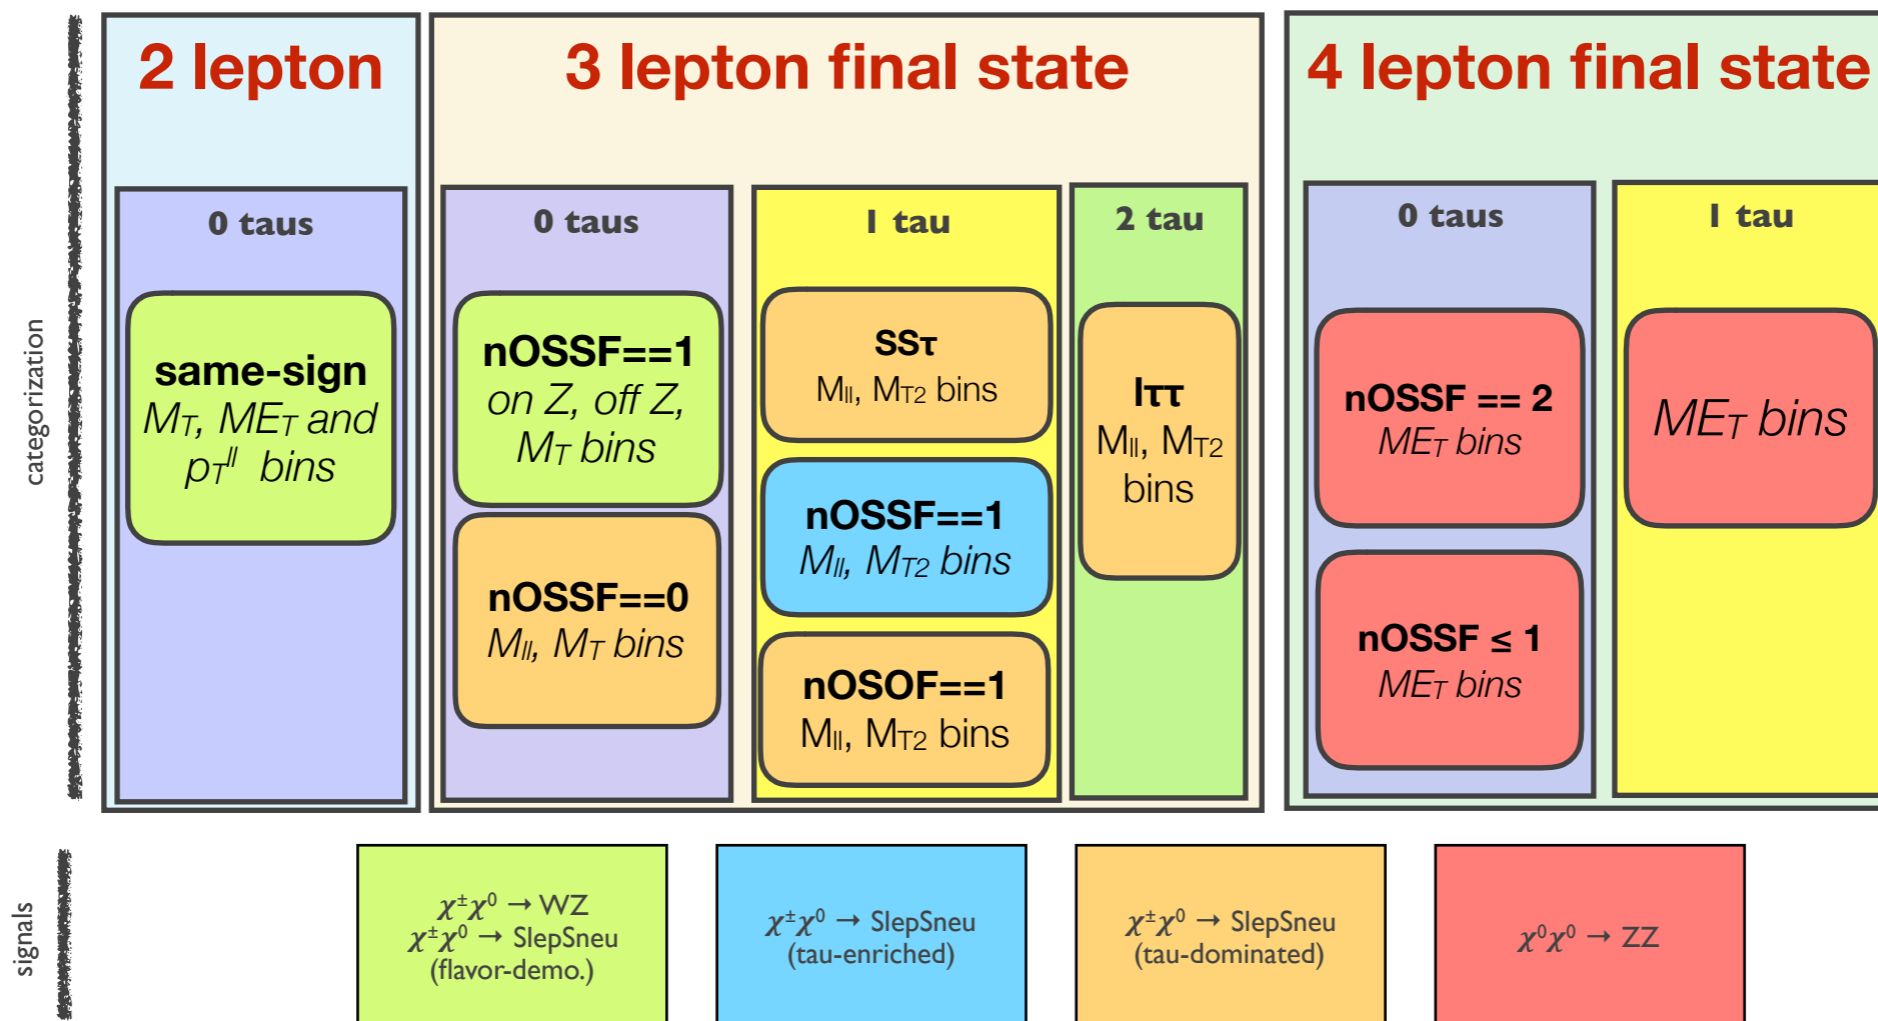 categorization
2 lepton
3 lepton final state
4 lepton final state
0 taus
same-sign
MT, MET and
pTll bins
0 taus
nOSSF==1
on Z, off Z,
MT bins
nOSSF==0
Mll, MT bins
1 tau
SSτ
Mll, MT2 bins
nOSSF==1
Mll, MT2 bins
nOSOF==1
Mll, MT2 bins
2 tau
lττ
Mll, MT2
bins
0 taus
nOSSF == 2
MET bins
nOSSF ≤ 1
MET bins
1 tau
MET bins
signals
χ±χ⁰ → WZ
χ±χ⁰ → SlepSneu
(flavor-demo.)
χ±χ⁰ → SlepSneu
(tau-enriched)
χ±χ⁰ → SlepSneu
(tau-dominated)
χ⁰χ⁰ → ZZ